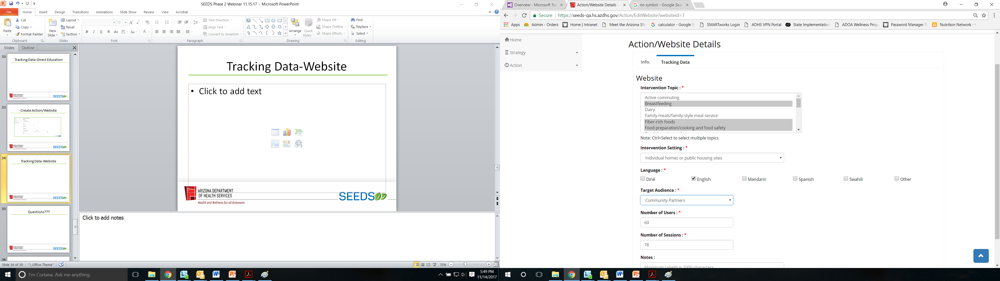 SEEDS Phase 2 Webinar 11.15.17 - Microsoft PowerPoint
File Home Insert Design Transitions Animations Slide Show Review View Acrobat
Paste
Cut
Copy
Format Painter
Clipboard
New Slide
Layout
Reset
Section
Slides
12
Font
Paragraph
Text Direction
Align Text
Convert to SmartArt
Arrange
Quick Styles
Shape Fill
Shape Outline
Shape Effects
Drawing
Find
Replace
Select
Editing
Slides Outline
32
Tracking Data-Direct Education
SEEDS
33
Create Action/Website
SEEDS
34
Tracking Data-Website
SEEDS
35
Questions???
SEEDS
36
Tracking Data-Website
• Click to add text
ARIZONA DEPARTMENT
OF HEALTH SERVICES
Health and Wellness for all Arizonans
SEEDS
Click to add notes
Slide 34 of 39 "1_Office Theme" 70%
I'm Cortana. Ask me anything.
5:49 PM
11/14/2017
Overview - Microsoft Tea
Action/Website Details -
no symbol - Google Sear
Secure https://seeds-qa.hs.azdhs.gov/Action/EditWebsite?websiteid=7
Apps Admin - Orders Home | Intranet Meet the Arizona SN calculator - Google S SMARTworks Login ADHS VPN Portal State Implementation ADOA Wellness Prog Password Manager T Nutrition Network -
Home
Strategy
Action
Action/Website Details
Info. Tracking Data
Website
Intervention Topic : *
Active commuting
Breastfeeding
Dairy
Family meals/family-style meal service
Fiber-rich foods
Food preparation/cooking and food safety
Note: Ctrl+Select to select multiple topics
Intervention Setting : *
Individual homes or public housing sites
Language : *
Diné English Mandarin Spanish Swahili Other
Target Audience : *
Community Partners
Number of Users : *
60
Number of Sessions : *
78
Notes :
Maximum Length is 1000 characters